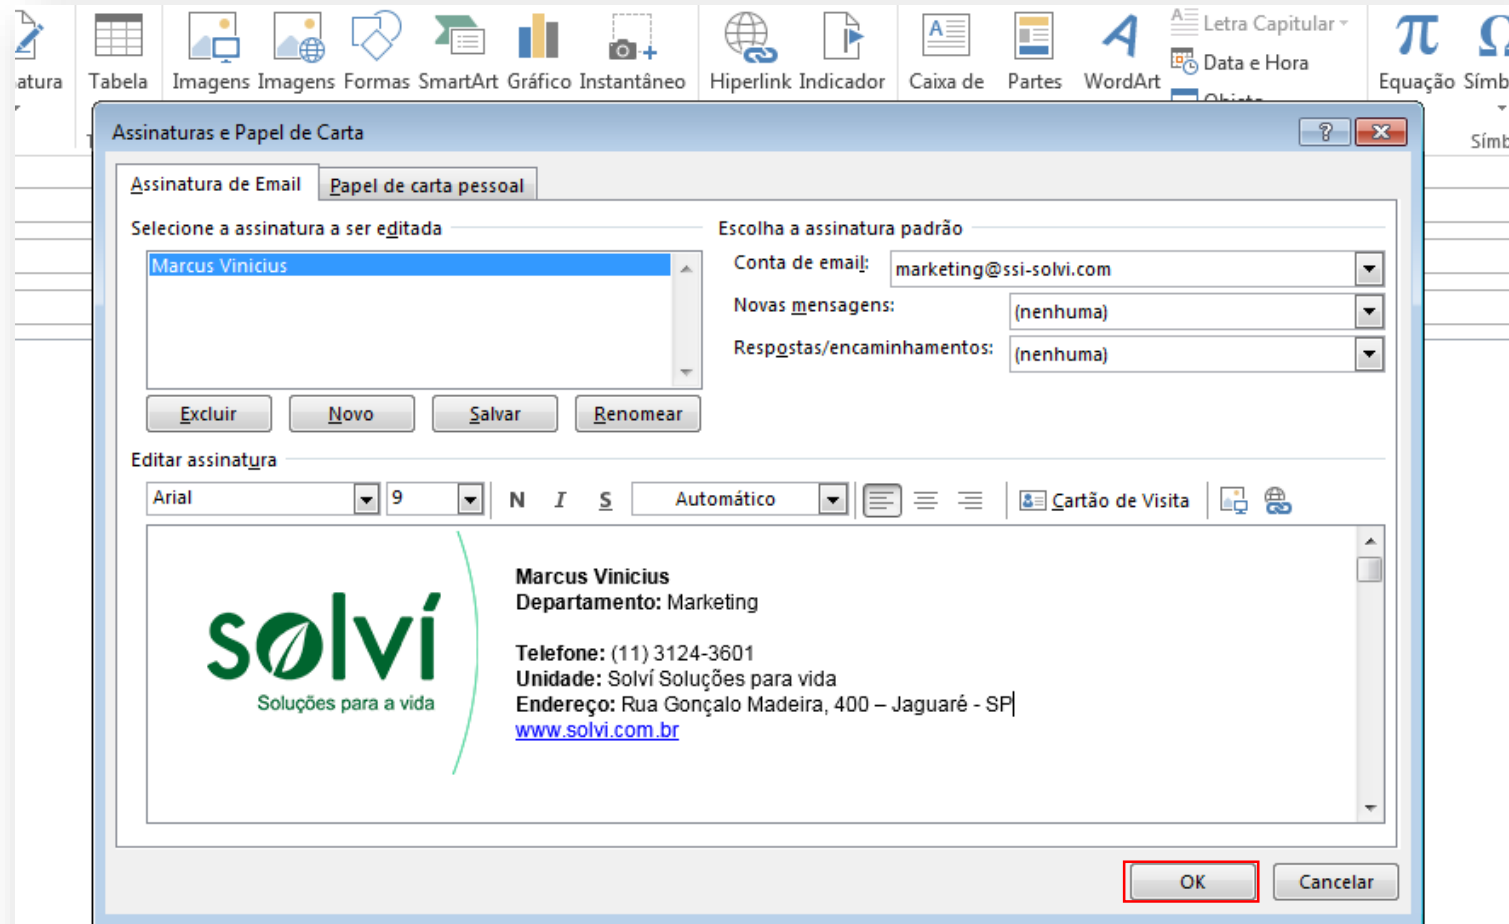 Letra Capitular
Data e Hora
atura Tabela Imagens Imagens Formas SmartArt Gráfico Instantâneo Hiperlink Indicador Caixa de Partes WordArt Equação Símb
Objeto
Símb
Assinaturas e Papel de Carta
Assinatura de Email Papel de carta pessoal
Selecione a assinatura a ser editada
Escolha a assinatura padrão
Marcus Vinicius
Conta de email: marketing@ssi-solvi.com
Novas mensagens: (nenhuma)
Respostas/encaminhamentos: (nenhuma)
Excluir Novo Salvar Renomear
Editar assinatura
Arial 9 N I S Automático Cartão de Visita
solví
Soluções para a vida
Marcus Vinicius
Departamento: Marketing
Telefone: (11) 3124-3601
Unidade: Solví Soluções para vida
Endereço: Rua Gonçalo Madeira, 400 – Jaguaré - SP
www.solvi.com.br
OK Cancelar